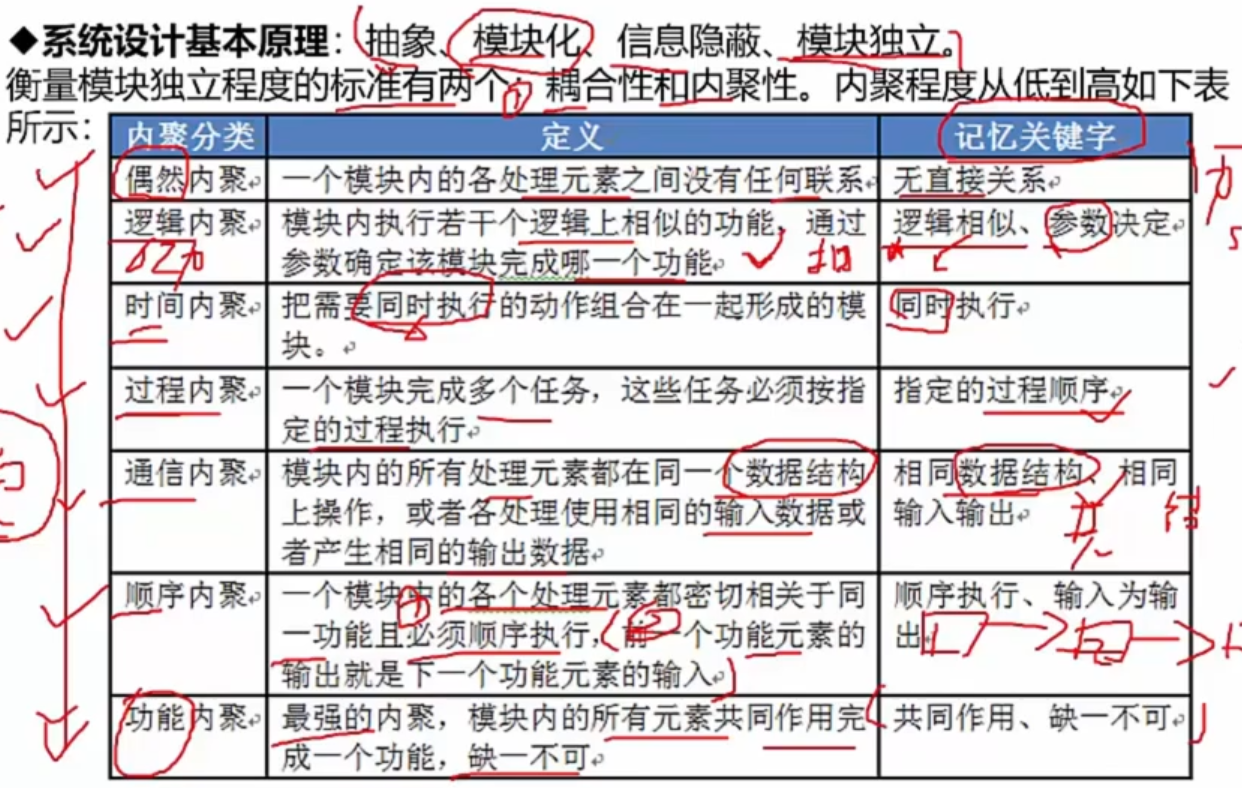 ◆系统设计基本原理：抽象、模块化、信息隐蔽、模块独立。
衡量模块独立程度的标准有两个：耦合性和内聚性。内聚程度从低到高如下表
所示：
内聚分类 定义 记忆关键字
偶然内聚 一个模块内的各处理元素之间没有任何联系 无直接关系
逻辑内聚 模块内执行若干个逻辑上相似的功能，通过 逻辑相似、参数决定
参数确定该模块完成哪一个功能
时间内聚 把需要同时执行的动作组合在一起形成的模 同时执行
块。
过程内聚 一个模块完成多个任务，这些任务必须按指 指定的过程顺序
定的过程执行
通信内聚 模块内的所有处理元素都在同一个数据结构 相同数据结构、相同
上操作，或者各处理使用相同的输入数据或 输入输出
者产生相同的输出数据
顺序内聚 一个模块中的各个处理元素都密切相关于同 顺序执行、输入为输
一功能且必须顺序执行，前一个功能元素的 出
输出就是下一个功能元素的输入
功能内聚 最强的内聚，模块内的所有元素共同作用完 共同作用、缺一不可
成一个功能，缺一不可